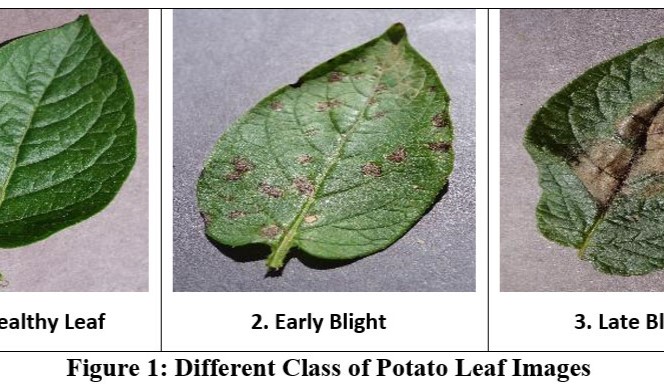 ealthy Leaf
2. Early Blight
3. Late Bl
Figure 1: Different Class of Potato Leaf Images